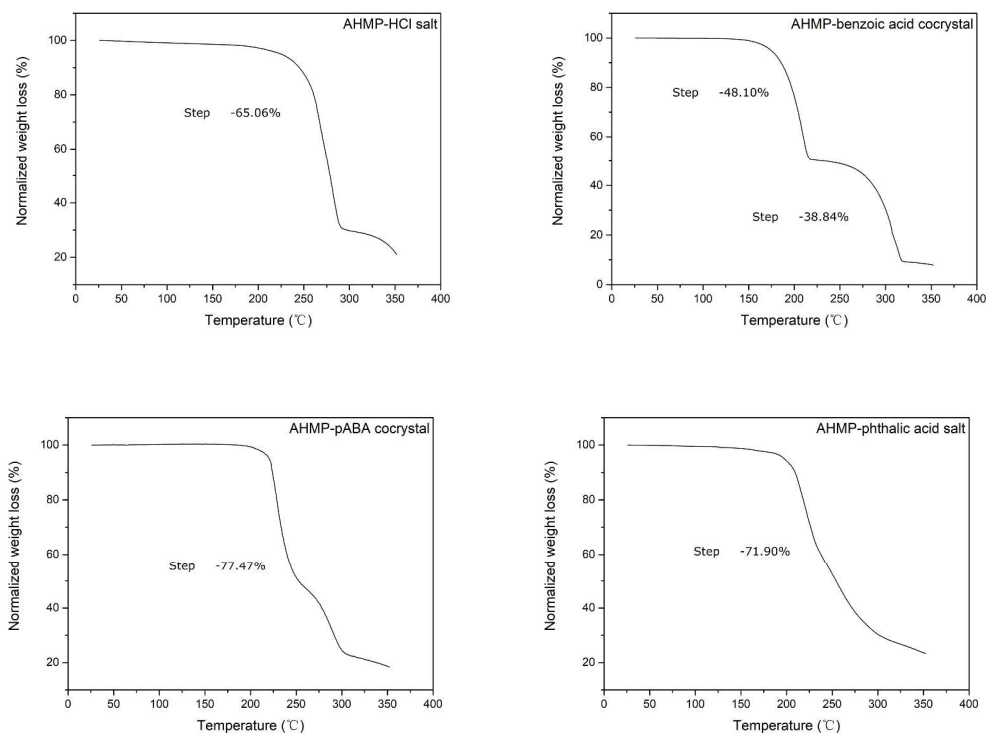 AHMP-HCl salt
Normalized weight loss (%)
100
80
60
40
20
Step -65.06%
0 50 100 150 200 250 300 350 400
Temperature (℃)
AHMP-benzoic acid cocrystal
Normalized weight loss (%)
100
80
60
40
20
0
Step -48.10%
Step -38.84%
0 50 100 150 200 250 300 350 400
Temperature (℃)
AHMP-pABA cocrystal
Normalized weight loss (%)
100
80
60
40
20
Step -77.47%
0 50 100 150 200 250 300 350 400
Temperature (℃)
AHMP-phthalic acid salt
Normalized weight loss (%)
100
80
60
40
20
Step -71.90%
0 50 100 150 200 250 300 350 400
Temperature (℃)